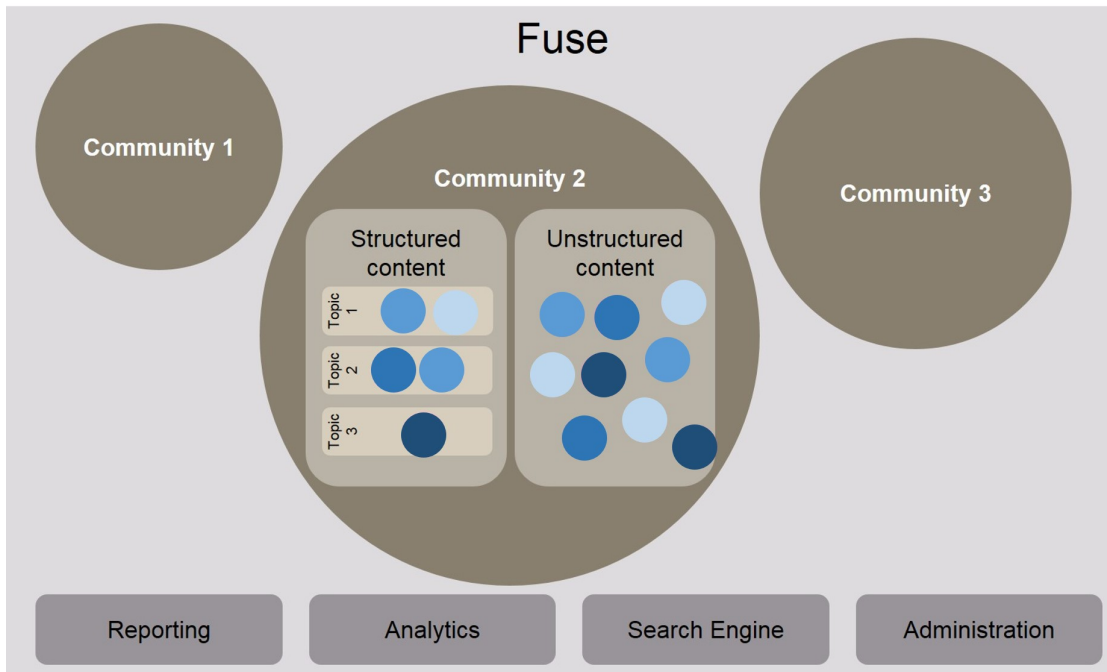 Fuse
Community 1
Community 2
Community 3
Structured
content
Topic
1
Topic
2
Topic
3
Unstructured
content
Reporting
Analytics
Search Engine
Administration